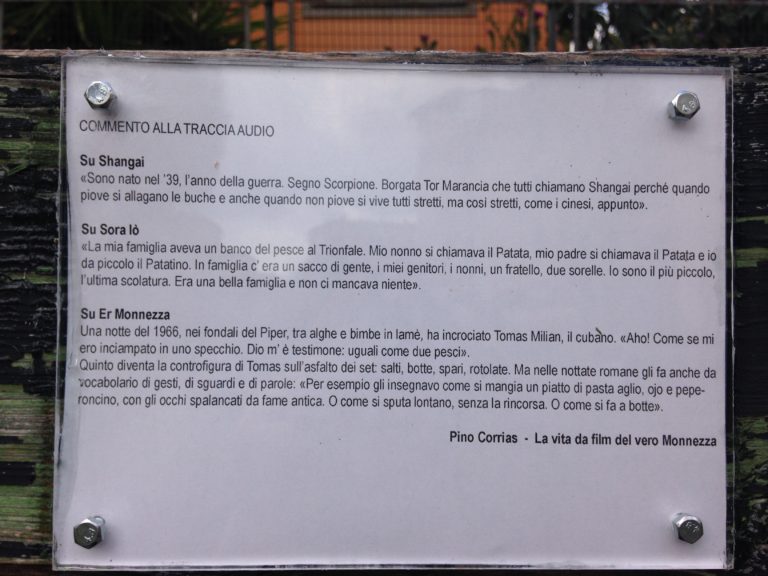 COMMENTO ALLA TRACCIA AUDIO
Su Shangai
«Sono nato nel '39, l'anno della guerra. Segno Scorpione. Borgata Tor Marancia che tutti chiamano Shangai perché quando
piove si allagano le buche e anche quando non piove si vive tutti stretti, ma così stretti, come i cinesi, appunto».
Su Sora Iò
«La mia famiglia aveva un banco del pesce al Trionfale. Mio nonno si chiamava il Patata, mio padre si chiamava il Patata e io
da piccolo il Patatino. In famiglia c' era un sacco di gente, i miei genitori, i nonni, un fratello, due sorelle. Io sono il più piccolo,
l'ultima scolatura. Era una bella famiglia e non ci mancava niente».
Su Er Monnezza
Una notte del 1966, nei fondali del Piper, tra alghe e bimbe in lamé, ha incrociato Tomas Milian, il cubano. «Aho! Come se mi
ero inciampato in uno specchio. Dio m' è testimone: uguali come due pesci».
Quinto diventa la controfigura di Tomas sull'asfalto dei set: salti, botte, spari, rotolate. Ma nelle nottate romane gli fa anche da
vocabolario di gesti, di sguardi e di parole: «Per esempio gli insegnavo come si mangia un piatto di pasta aglio, ojo e pepe-
roncino, con gli occhi spalancati da fame antica. O come si sputa lontano, senza la rincorsa. O come si fa a botte».
Pino Corrias - La vita da film del vero Monnezza